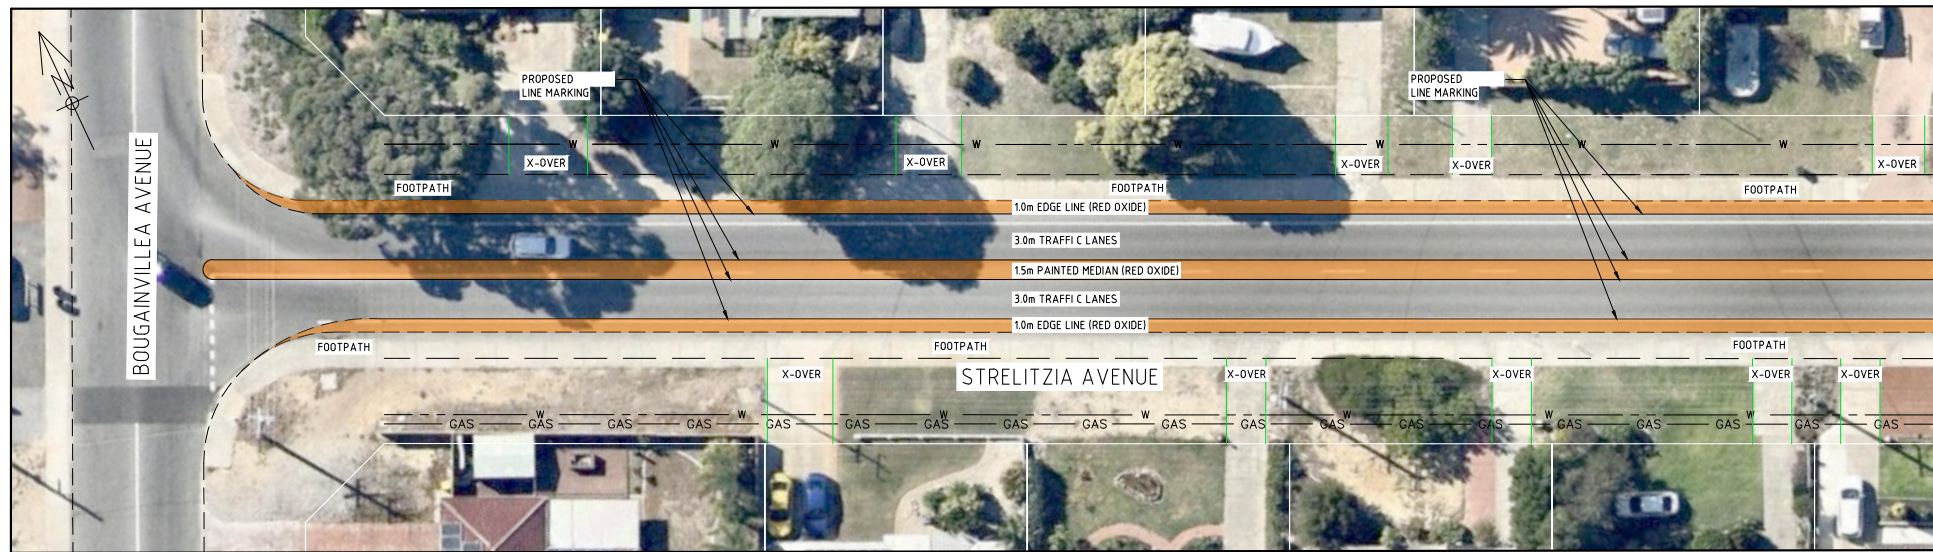 N
BOUGAINVILLEA AVENUE
PROPOSED
LINE MARKING
PROPOSED
LINE MARKING
W W W W W W W
X-OVER X-OVER X-OVER X-OVER X-OVER
FOOTPATH FOOTPATH FOOTPATH
1.0m EDGE LINE (RED OXIDE)
3.0m TRAFFIC LANES
1.5m PAINTED MEDIAN (RED OXIDE)
3.0m TRAFFIC LANES
1.0m EDGE LINE (RED OXIDE)
FOOTPATH FOOTPATH FOOTPATH
X-OVER X-OVER X-OVER X-OVER X-OVER
STRELITZIA AVENUE
W W W W W W W
GAS GAS GAS GAS GAS GAS GAS GAS GAS GAS GAS GAS GAS GAS GAS GAS GAS GAS GAS